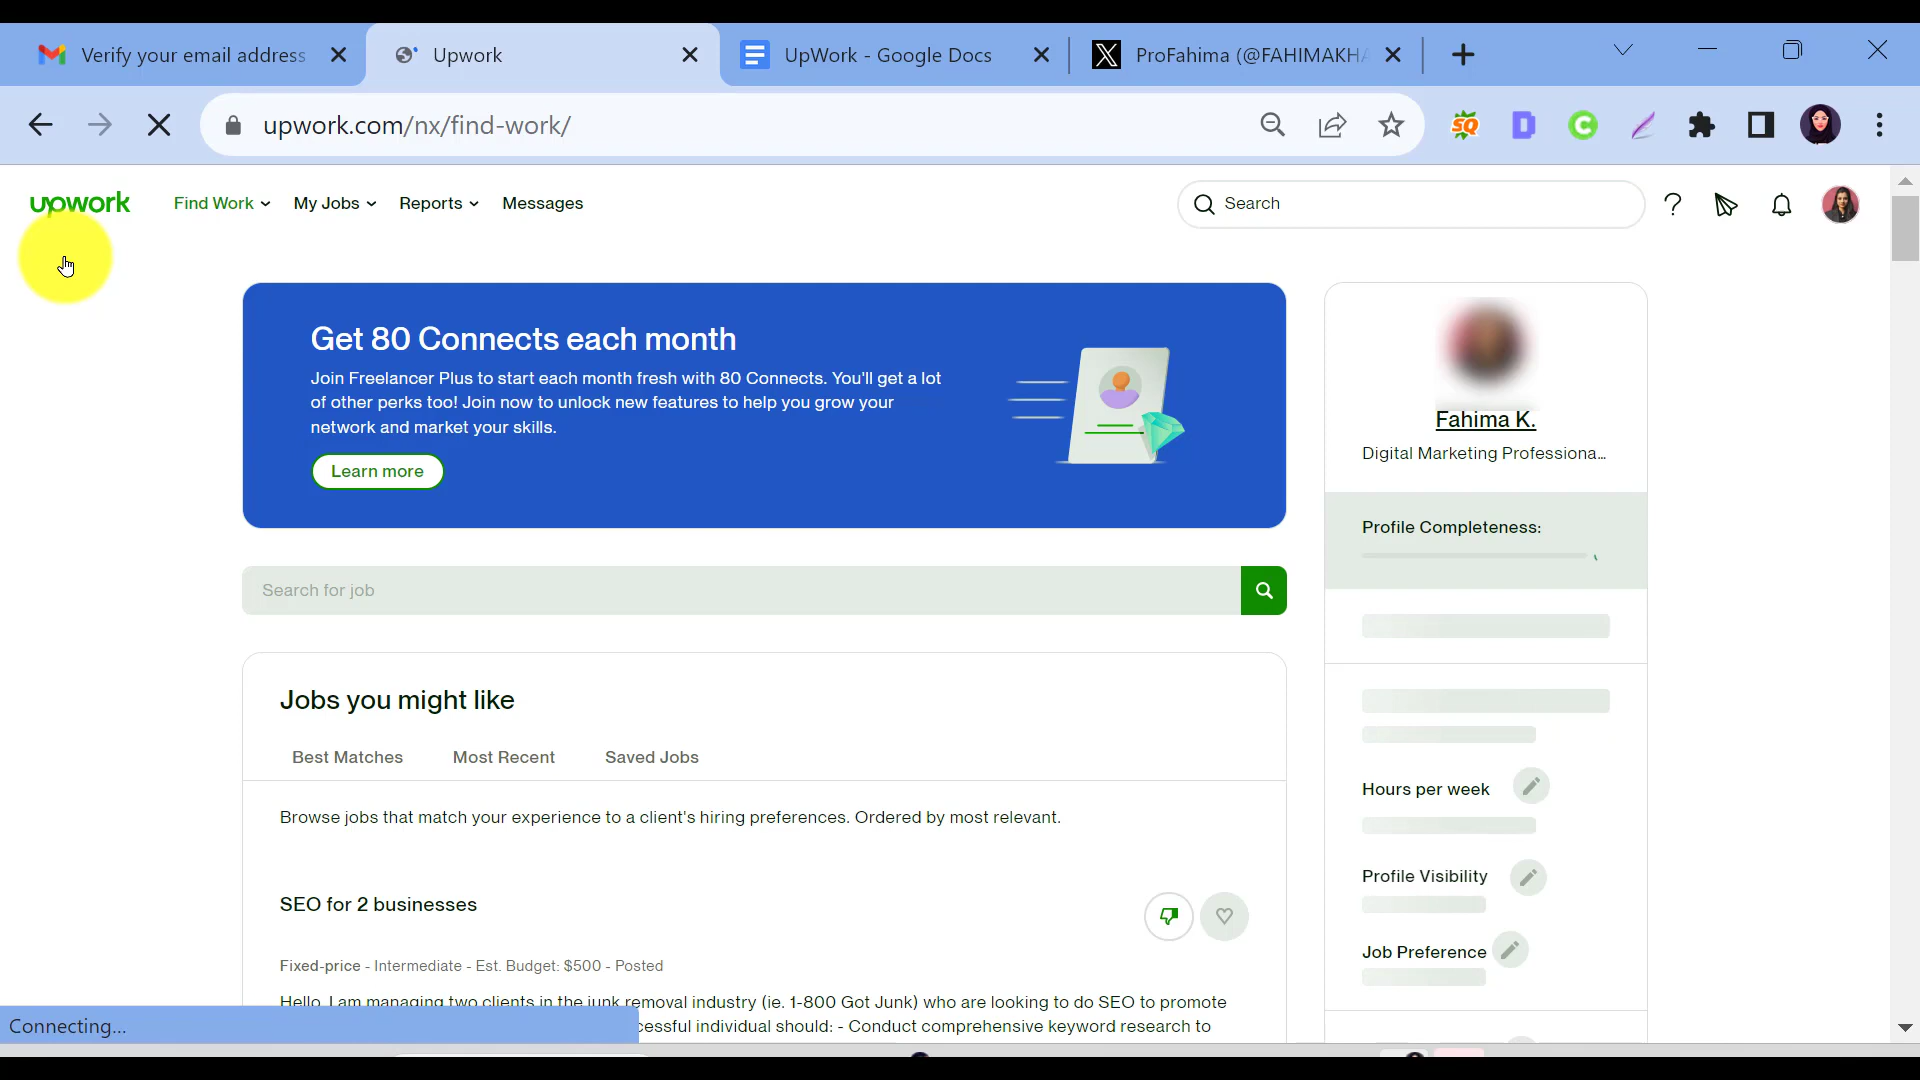 Verify your email address
Upwork
UpWork - Google Docs
ProFahima (@FAHIMAKHA
upwork.com/nx/find-work/
upwork
Find Work
My Jobs
Reports
Messages
Search
Get 80 Connects each month
Join Freelancer Plus to start each month fresh with 80 Connects. You'll get a lot
of other perks too! Join now to unlock new features to help you grow your
network and market your skills.
Learn more
Fahima K.
Digital Marketing Professiona...
Profile Completeness:
Search for job
Jobs you might like
Best Matches
Most Recent
Saved Jobs
Browse jobs that match your experience to a client's hiring preferences. Ordered by most relevant.
Hours per week
Profile Visibility
Job Preference
SEO for 2 businesses
Fixed-price - Intermediate - Est. Budget: $500 - Posted
Hello, I am managing two clients in the junk removal industry (ie. 1-800 Got Junk) who are looking to do SEO to promote
cessful individual should: - Conduct comprehensive keyword research to
Connecting...